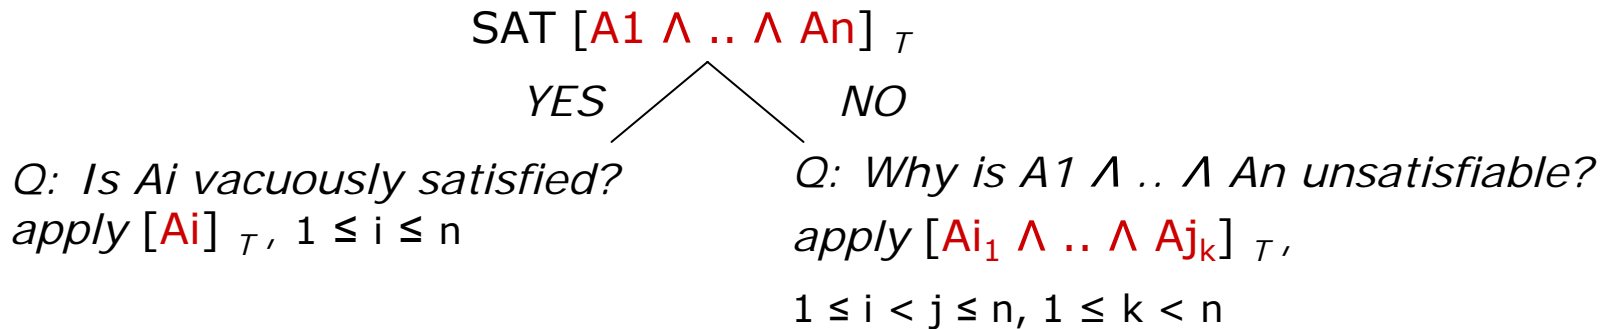 SAT [A1 Λ .. Λ An] T
YES
NO
Q: Is Ai vacuously satisfied?
apply [Ai] T , 1 ≤ i ≤ n
Q: Why is A1 Λ .. Λ An unsatisfiable?
apply [Ai₁ Λ .. Λ Ajₖ] T ,
1 ≤ i < j ≤ n, 1 ≤ k < n